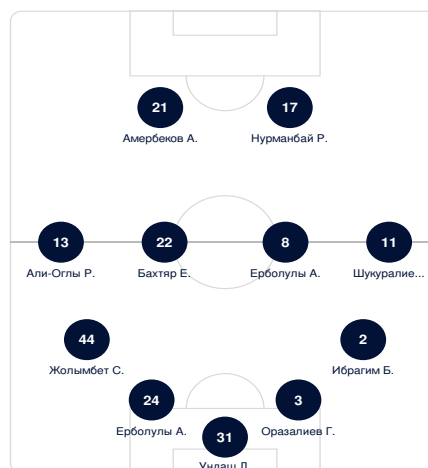 21
17
Амербеков А.
Нурманбай Р.
13
22
8
11
Али-Оглы Р.
Бахтяр Е.
Ерболулы А.
Шукуралие...
44
2
Жолымбет С.
Ибрагим Б.
24
3
Ерболулы А.
Оразалиев Г.
31
Ундаш Д